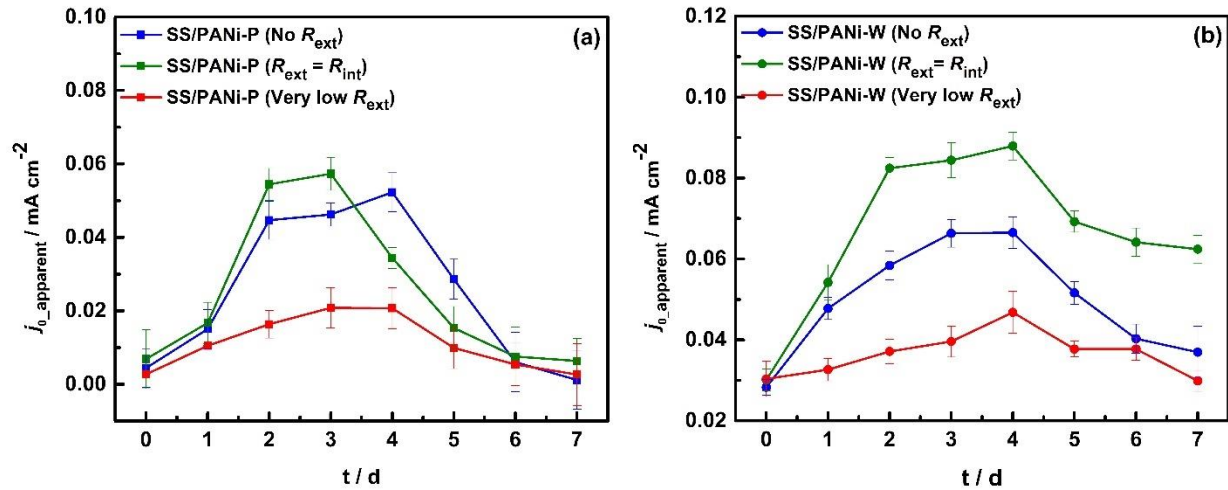 0.10
0.08
0.06
0.04
0.02
0.00
j0_apparent / mA cm-2
SS/PANi-P (No Rext)
SS/PANi-P (Rext = Rint)
SS/PANi-P (Very low Rext)
(a)
0 1 2 3 4 5 6 7
t / d
0.12
0.10
0.08
0.06
0.04
0.02
j0_apparent / mA cm-2
SS/PANi-W (No Rext)
SS/PANi-W (Rext= Rint)
SS/PANi-W (Very low Rext)
(b)
0 1 2 3 4 5 6 7
t / d